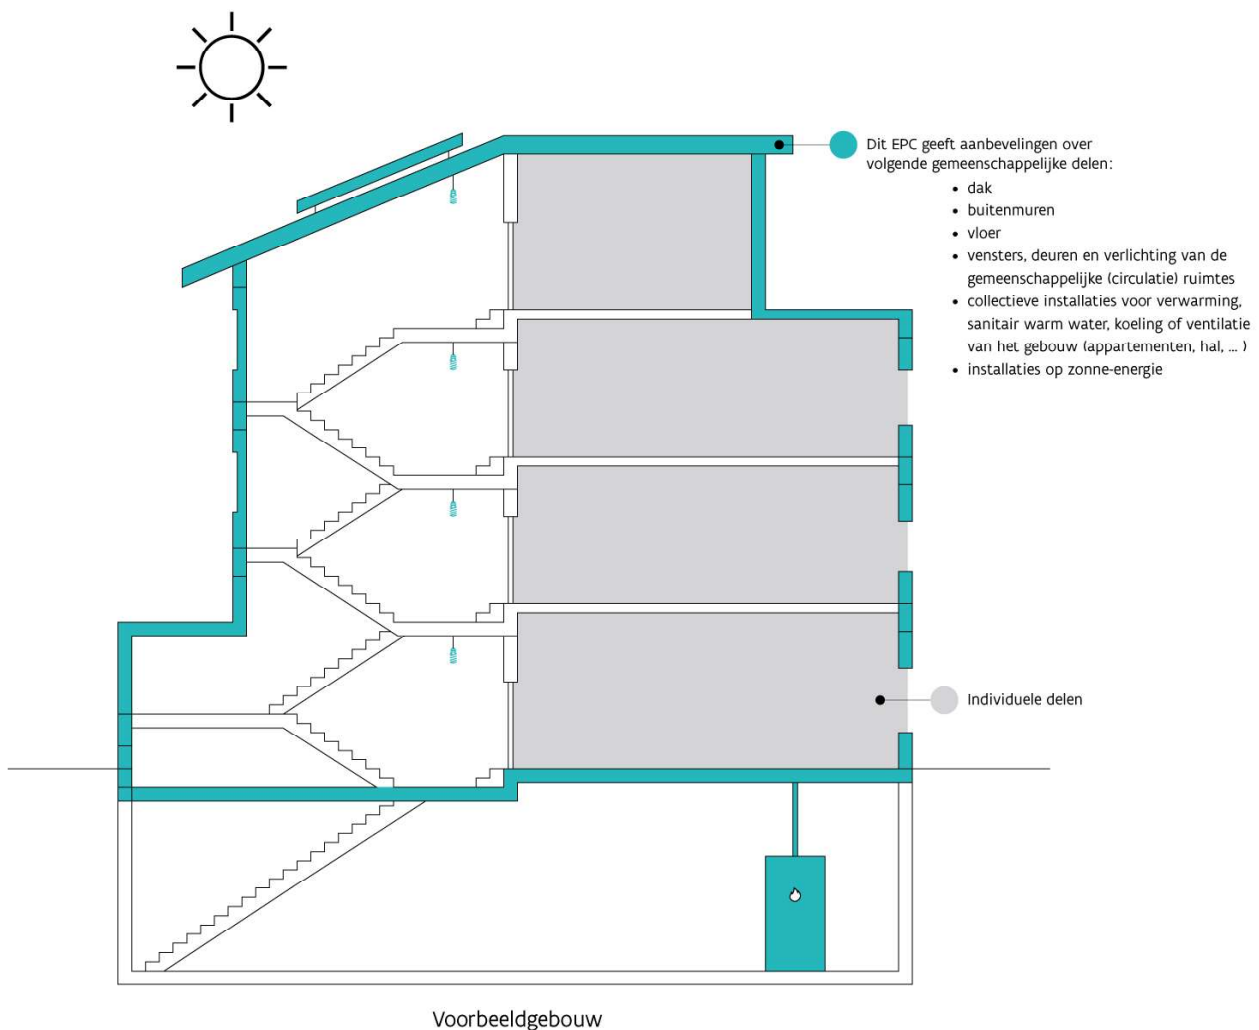 Dit EPC geeft aanbevelingen over
volgende gemeenschappelijke delen:
• dak
• buitenmuren
• vloer
• vensters, deuren en verlichting van de
gemeenschappelijke (circulatie) ruimtes
• collectieve installaties voor verwarming,
sanitair warm water, koeling of ventilatie
van het gebouw (appartementen, hal, ... )
• installaties op zonne-energie
Individuele delen
Voorbeeldgebouw